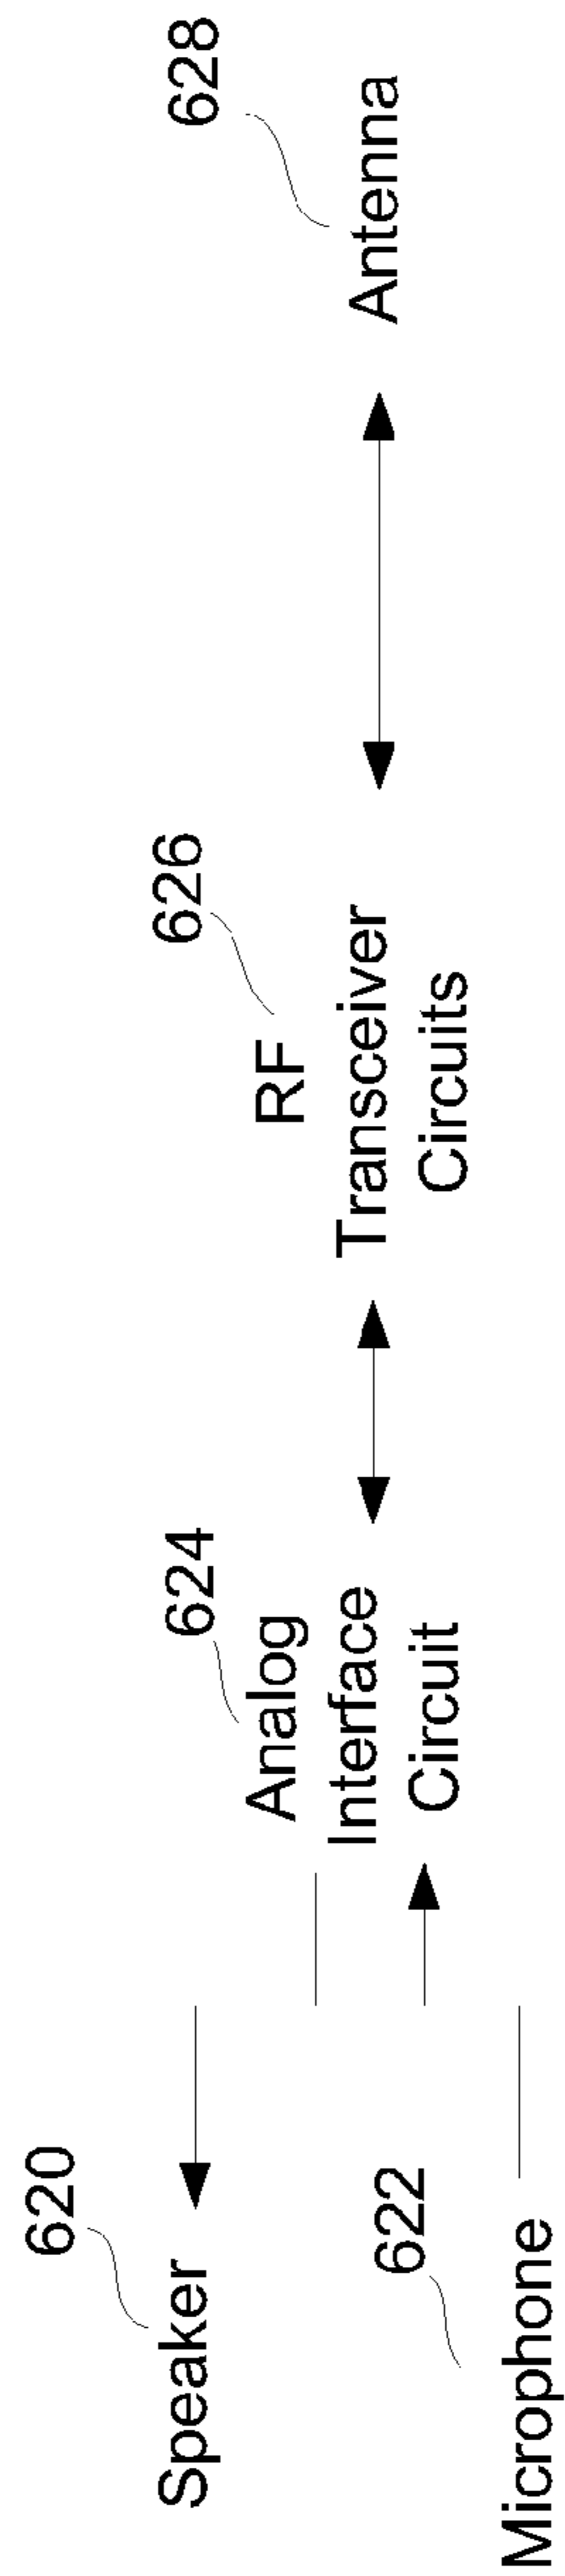 620
Speaker
622
Microphone
624
Analog
Interface
Circuit
626
RF
Transceiver
Circuits
628
Antenna